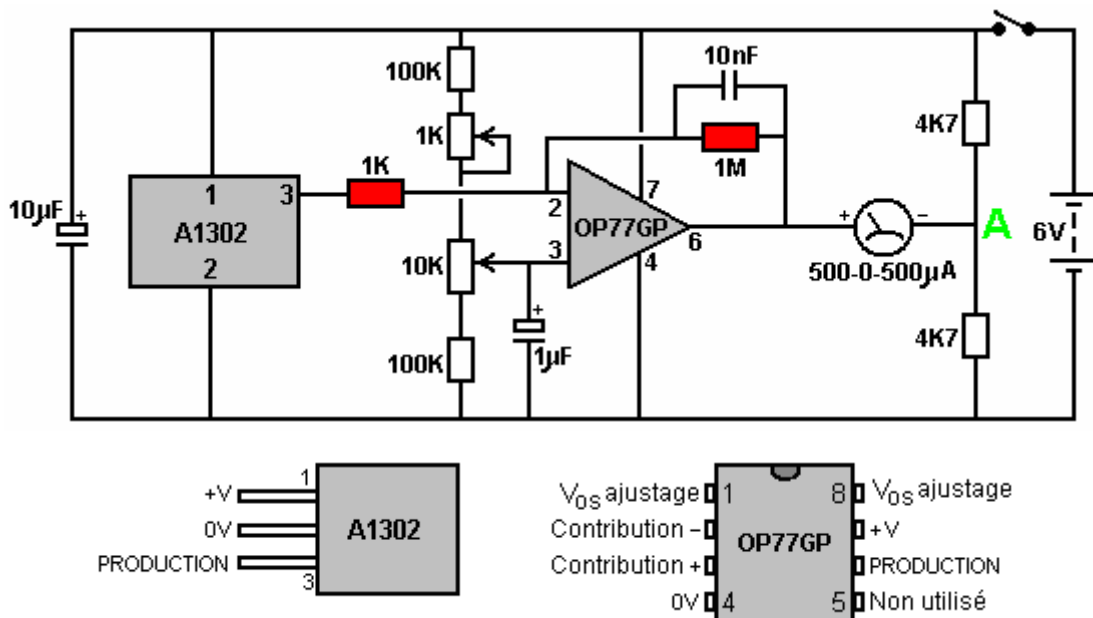 10nF
100K
4K7
1K
1K
1M
10µF
+
1
3
A1302
2
2
7
OP77GP
6
3
4
10K
+
−
A
6V
500-0-500µA
+
1µF
100K
4K7
1
+V
0V
PRODUCTION
3
A1302
V0S ajustage
1
8
V0S ajustage
Contribution −
+V
OP77GP
Contribution +
PRODUCTION
0V
4
5
Non utilisé